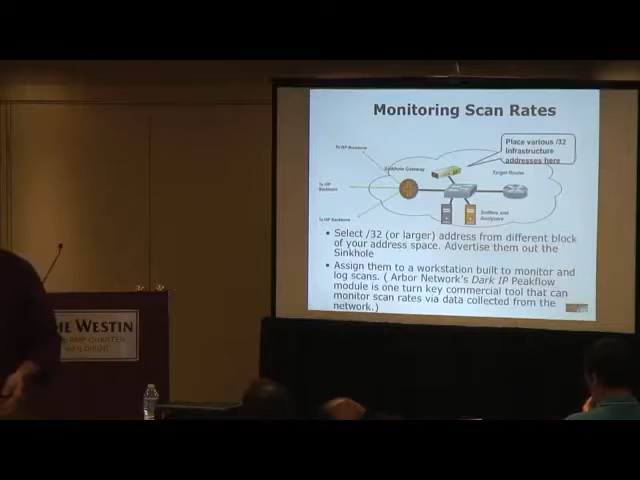 Monitoring Scan Rates
Place various /32
Infrastructure
addresses here
To ISP Backbone
Sinkhole Gateway
Target Router
To ISP
Backbone
Sniffers and
Analyzers
To ISP Backbone
• Select /32 (or larger) address from different block
of your address space. Advertise them out the
Sinkhole
• Assign them to a workstation built to monitor and
log scans. ( Arbor Network's Dark IP Peakflow
module is one turn key commercial tool that can
monitor scan rates via data collected from the
network.)
HE WESTIN